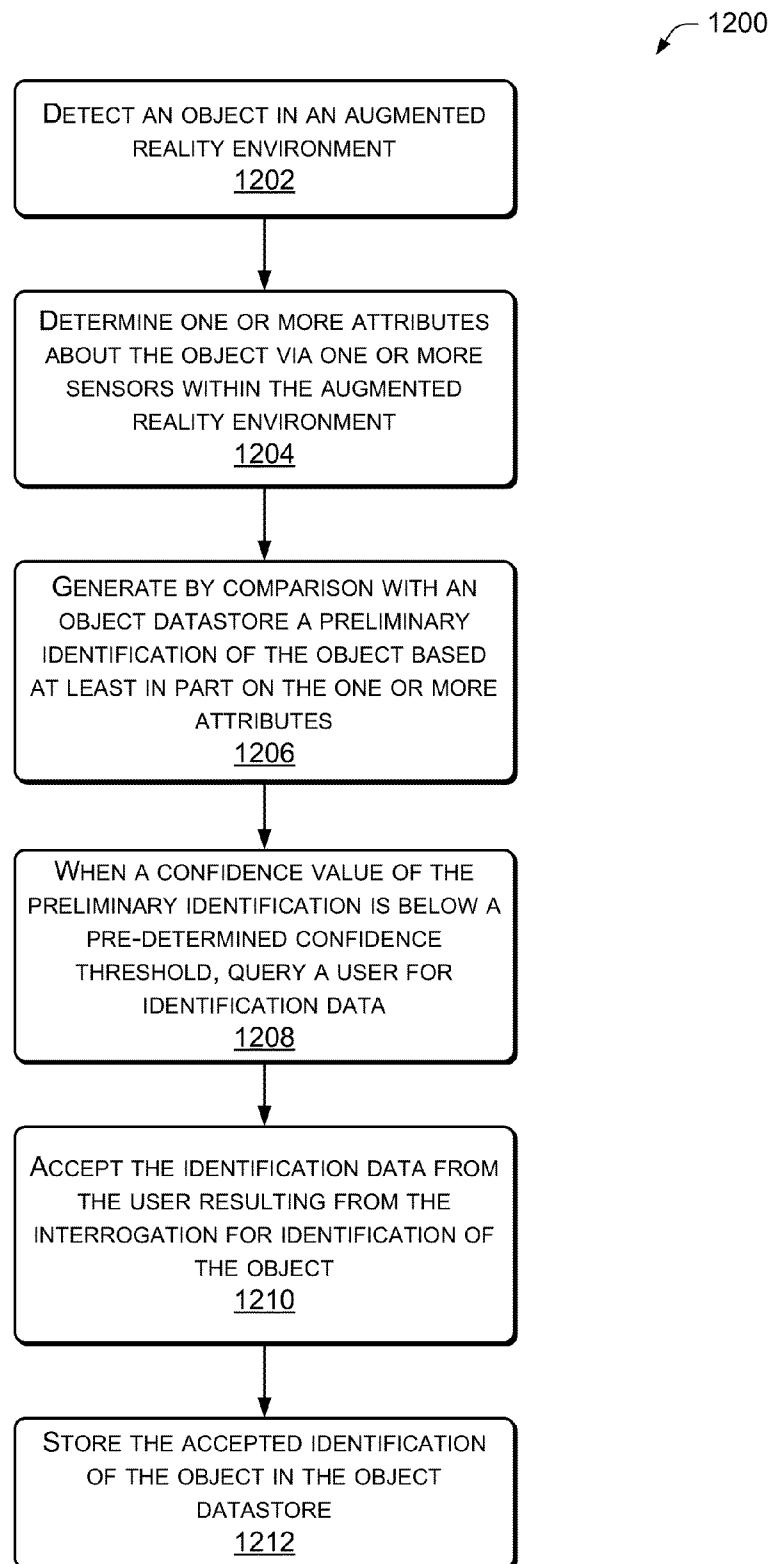 1200
DETECT AN OBJECT IN AN AUGMENTED
REALITY ENVIRONMENT
1202
DETERMINE ONE OR MORE ATTRIBUTES
ABOUT THE OBJECT VIA ONE OR MORE
SENSORS WITHIN THE AUGMENTED
REALITY ENVIRONMENT
1204
GENERATE BY COMPARISON WITH AN
OBJECT DATASTORE A PRELIMINARY
IDENTIFICATION OF THE OBJECT BASED
AT LEAST IN PART ON THE ONE OR MORE
ATTRIBUTES
1206
WHEN A CONFIDENCE VALUE OF THE
PRELIMINARY IDENTIFICATION IS BELOW A
PRE-DETERMINED CONFIDENCE
THRESHOLD, QUERY A USER FOR
IDENTIFICATION DATA
1208
ACCEPT THE IDENTIFICATION DATA FROM
THE USER RESULTING FROM THE
INTERROGATION FOR IDENTIFICATION OF
THE OBJECT
1210
STORE THE ACCEPTED IDENTIFICATION
OF THE OBJECT IN THE OBJECT
DATASTORE
1212